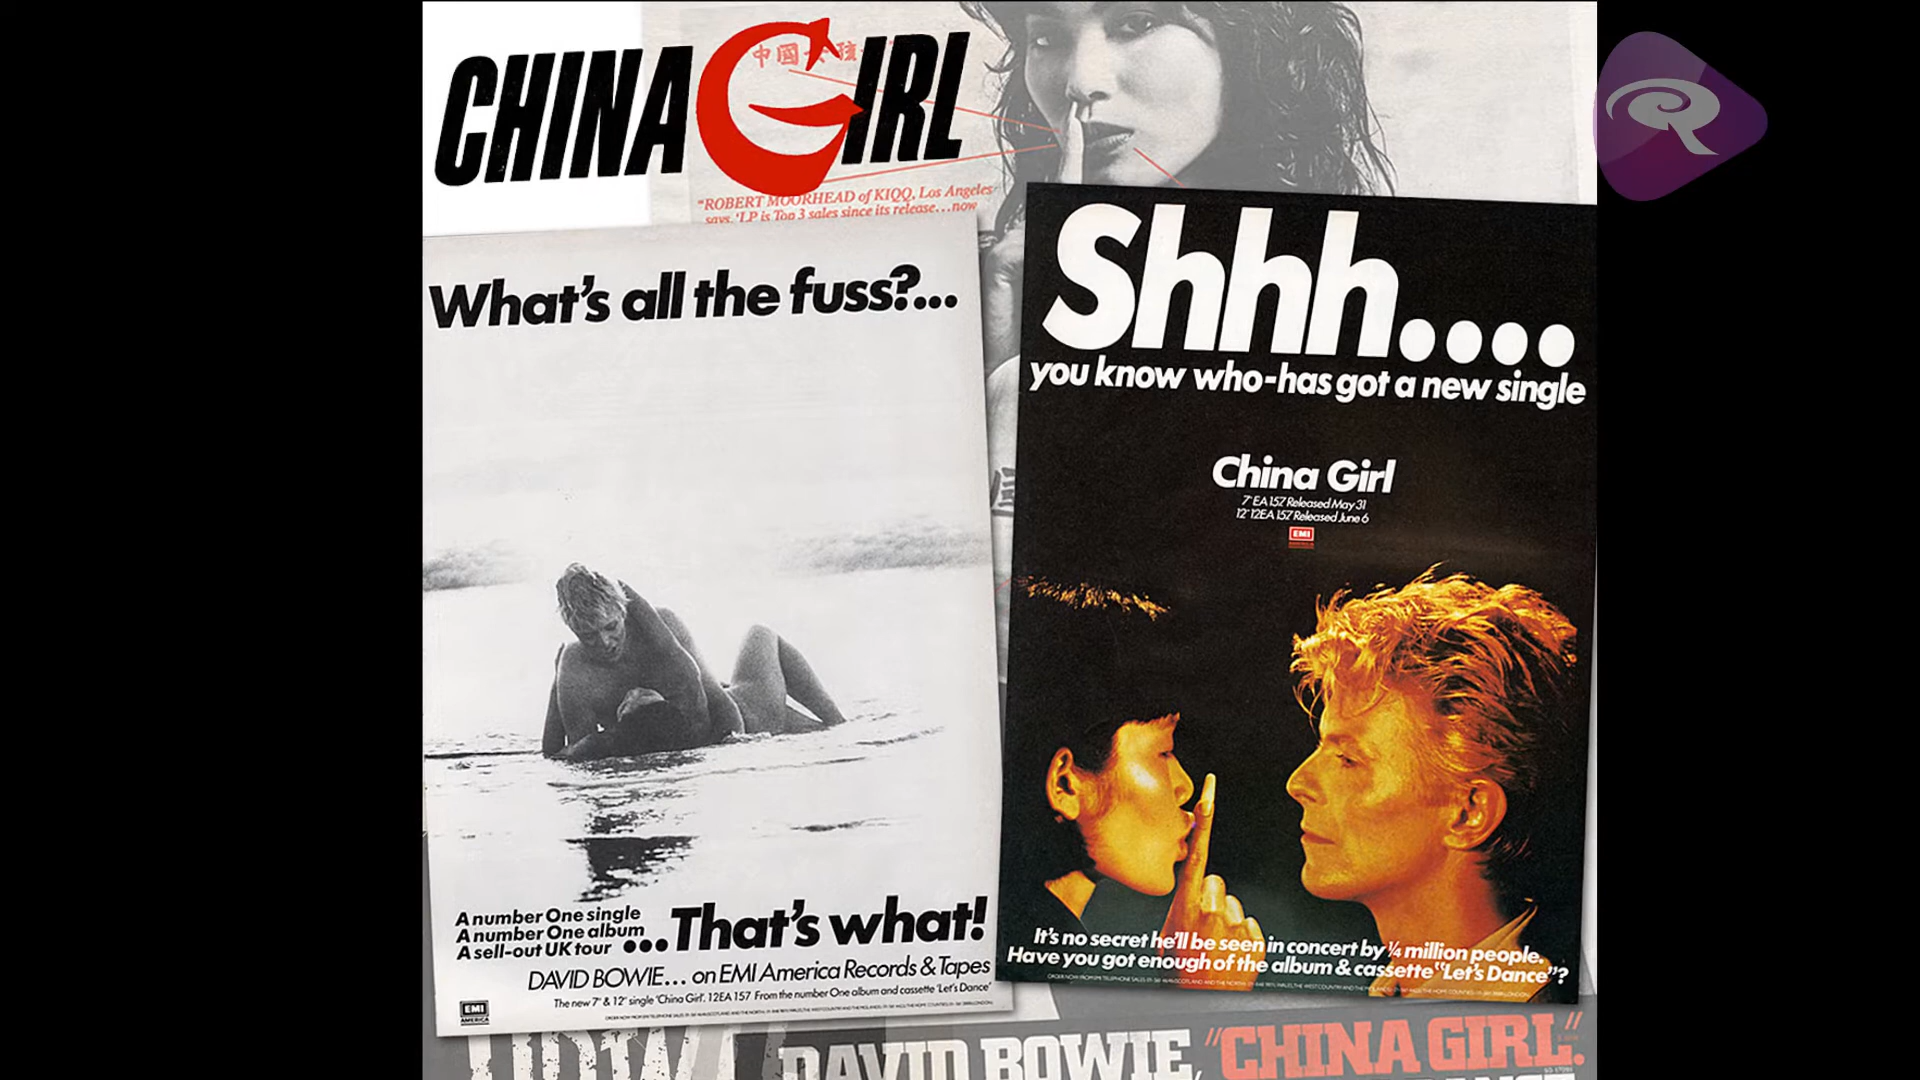 CHINA GIRL
中国女孩
"ROBERT MOORHEAD of KIQQ, Los Angeles
says, 'LP is Top 3 sales since its release...now
What's all the fuss?...
A number One single
A number One album
A sell-out UK tour
...That's what!
DAVID BOWIE... on EMI America Records & Tapes
The new 7" & 12" single 'China Girl'. 12EA 157 From the number One album and cassette 'Let's Dance'
EMI
AMERICA
Shhh....
you know who-has got a new single
China Girl
7" EA 157 Released May 31
12" 12EA 157 Released June 6
EMI
It's no secret he'll be seen in concert by ¼ million people.
Have you got enough of the album & cassette "Let's Dance"?
DAVID BOWIE, "CHINA GIRL."